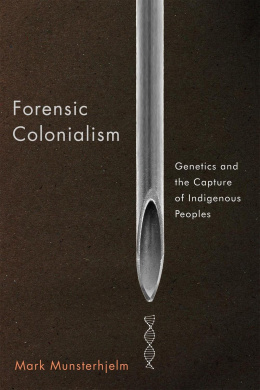 Forensic
Colonialism
Genetics and
the Capture
of Indigenous
Peoples
Mark Munsterhjelm